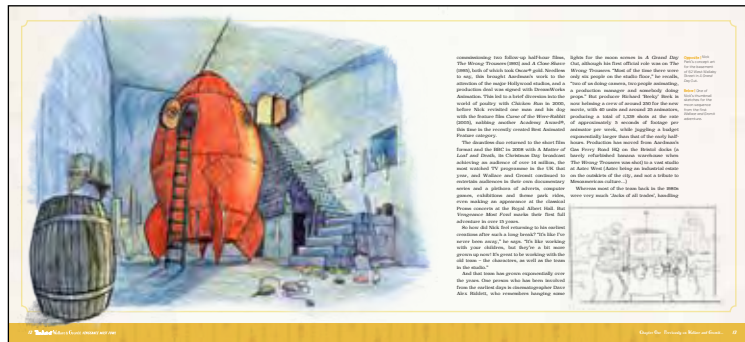 commissioning two follow-up half-hour films,
The Wrong Trousers (1993) and A Close Shave
(1995), both of which took Oscar® gold. Needless
to say, this brought Aardman's work to the
attention of the major Hollywood studios, and a
production deal was signed with DreamWorks
Animation. This led to a brief diversion into the
world of poultry with Chicken Run in 2000,
before Nick revisited one man and his dog
with the feature film Curse of the Were-Rabbit
(2005), nabbing another Academy Award®,
this time in the recently created Best Animated
Feature category.
The dauntless duo returned to the short film
format and the BBC in 2008 with A Matter of
Loaf and Death, its Christmas Day broadcast
achieving an audience of over 14 million, the
most watched TV programme in the UK that
year, and Wallace and Gromit continued to
entertain audiences in their own documentary
series and a plethora of adverts, computer
games, exhibitions and theme park rides,
even making an appearance at the classical
Proms concerts at the Royal Albert Hall. But
Vengeance Most Fowl marks their first full
adventure in over 15 years.
So how did Nick feel returning to his earliest
creations after such a long break? "It's like I've
never been away," he says. "It's like working
with your children, but they're a bit more
grown up now! It's great to be working with the
old team – the characters, as well as the team
in the studio."
And that team has grown exponentially over
the years. One person who has been involved
from the earliest days is cinematographer Dave
Alex Riddett, who remembers hanging some
lights for the moon scenes in A Grand Day
Out, although his first official role was on The
Wrong Trousers. "Most of the time there were
only six people on the studio floor," he recalls,
"two of us doing camera, two people animating,
a production manager and somebody doing
props." But producer Richard 'Beeky' Beek is
now helming a crew of around 230 for the new
movie, with 40 units and around 35 animators,
producing a total of 1,339 shots at the rate
of approximately 3 seconds of footage per
animator per week, while juggling a budget
exponentially larger than that of the early half-
hours. Production has moved from Aardman's
Gas Ferry Road HQ on the Bristol docks (a
barely refurbished banana warehouse when
The Wrong Trousers was shot) to a vast studio
at Aztec West (Aztec being an industrial estate
on the outskirts of the city, and not a tribute to
Mesoamerican culture...)
Whereas most of the team back in the 1990s
were very much 'Jacks of all trades', handling